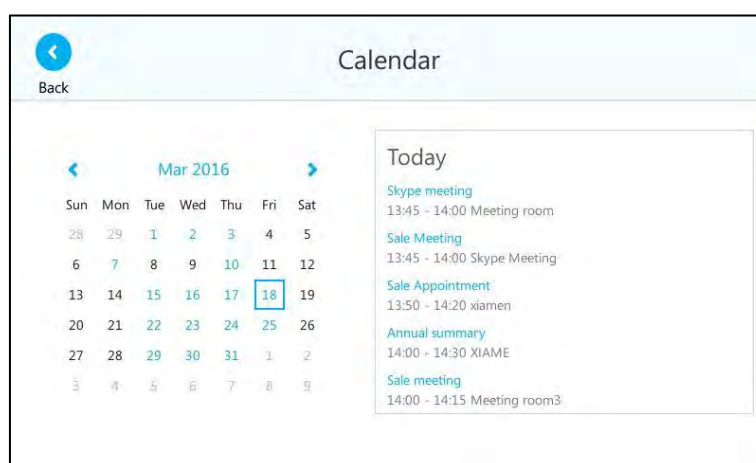 Calendar
Back
Mar 2016
Sun Mon Tue Wed Thu Fri Sat
28 29 1 2 3 4 5
6 7 8 9 10 11 12
13 14 15 16 17 18 19
20 21 22 23 24 25 26
27 28 29 30 31 1 2
3 4 5 6 7 8 9
Today
Skype meeting
13:45 - 14:00 Meeting room
Sale Meeting
13:45 - 14:00 Skype Meeting
Sale Appointment
13:50 - 14:20 xiamen
Annual summary
14:00 - 14:30 XIAME
Sale meeting
14:00 - 14:15 Meeting room3